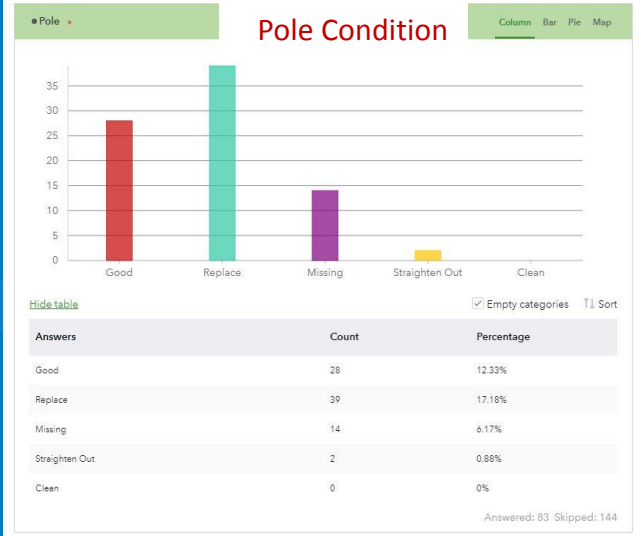 Pole *
Pole Condition
Column Bar Pie Map
35
30
25
20
15
10
5
0
Good Replace Missing Straighten Out Clean
Hide table
Empty categories Sort
Answers Count Percentage
Good 28 12.33%
Replace 39 17.18%
Missing 14 6.17%
Straighten Out 2 0.88%
Clean 0 0%
Answered: 83 Skipped: 144